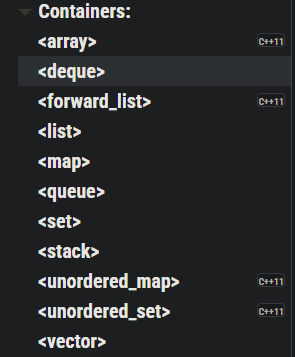 Containers:
<array> C++11
<deque>
<forward_list> C++11
<list>
<map>
<queue>
<set>
<stack>
<unordered_map> C++11
<unordered_set> C++11
<vector>